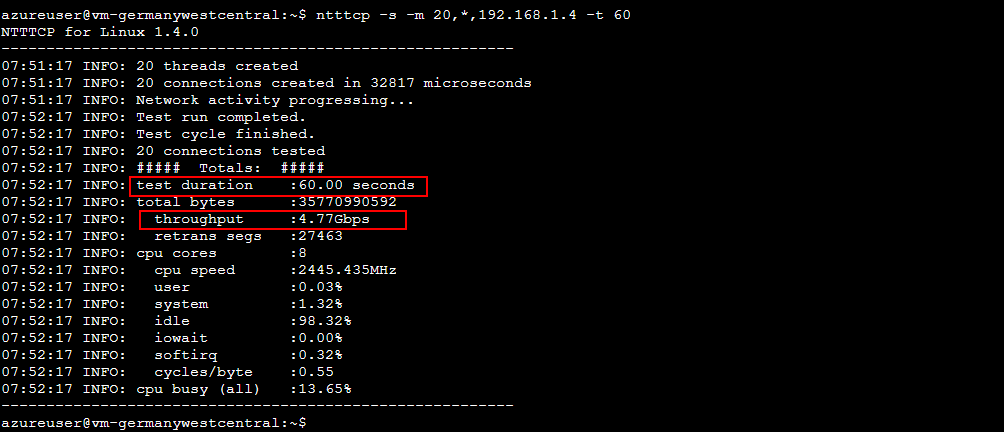 azureuser@vm-germanywestcentral:~$ ntttcp -s -m 20,*,192.168.1.4 -t 60
NTTTCP for Linux 1.4.0
---------------------------------------------------------
07:51:17 INFO: 20 threads created
07:51:17 INFO: 20 connections created in 32817 microseconds
07:51:17 INFO: Network activity progressing...
07:52:17 INFO: Test run completed.
07:52:17 INFO: Test cycle finished.
07:52:17 INFO: 20 connections tested
07:52:17 INFO: #####  Totals:  #####
07:52:17 INFO: test duration    :60.00 seconds
07:52:17 INFO: total bytes      :35770990592
07:52:17 INFO:   throughput     :4.77Gbps
07:52:17 INFO:   retrans segs   :27463
07:52:17 INFO: cpu cores        :8
07:52:17 INFO:   cpu speed      :2445.435MHz
07:52:17 INFO:   user           :0.03%
07:52:17 INFO:   system         :1.32%
07:52:17 INFO:   idle           :98.32%
07:52:17 INFO:   iowait         :0.00%
07:52:17 INFO:   softirq        :0.32%
07:52:17 INFO:   cycles/byte    :0.55
07:52:17 INFO: cpu busy (all)   :13.65%
---------------------------------------------------------
azureuser@vm-germanywestcentral:~$